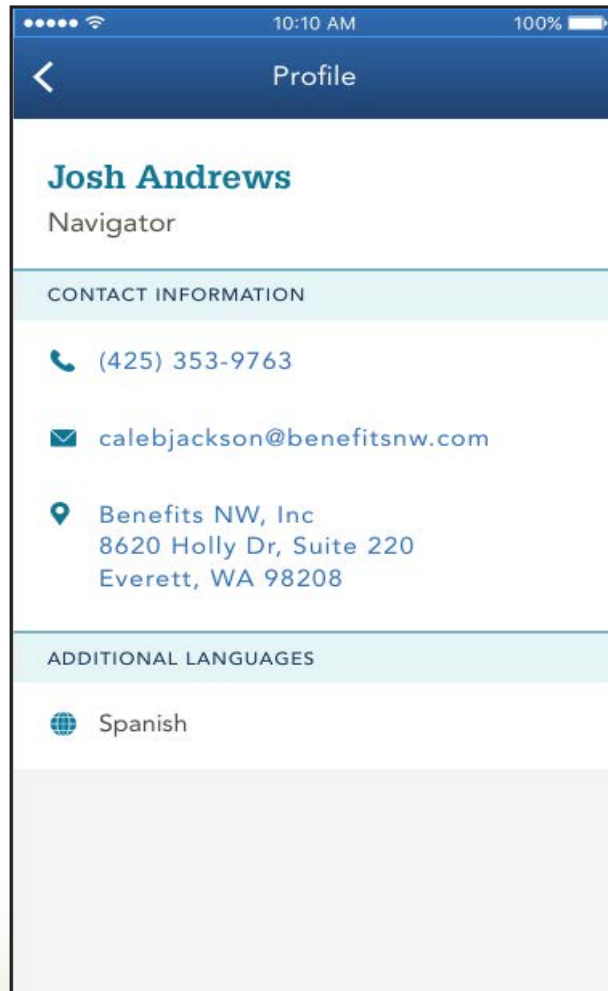 10:10 AM 100%
Profile
Josh Andrews
Navigator
CONTACT INFORMATION
(425) 353-9763
calebjackson@benefitsnw.com
Benefits NW, Inc
8620 Holly Dr, Suite 220
Everett, WA 98208
ADDITIONAL LANGUAGES
Spanish